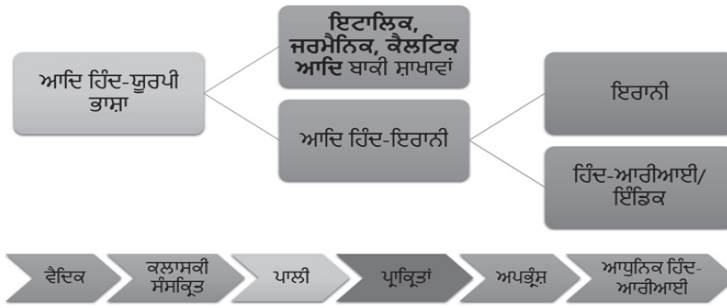 ਇਟਾਲਿਕ,
ਜਰਮੈਨਿਕ, ਕੈਲਟਿਕ
ਆਦਿ ਬਾਕੀ ਸ਼ਾਖਾਵਾਂ
ਆਦਿ ਹਿੰਦ-ਯੂਰਪੀ
ਭਾਸ਼ਾ
ਇਰਾਨੀ
ਆਦਿ ਹਿੰਦ-ਇਰਾਨੀ
ਹਿੰਦ-ਆਰੀਆਈ/
ਇੰਡਿਕ
ਵੈਦਿਕ
ਕਲਾਸਕੀ
ਸੰਸਕ੍ਰਿਤ
ਪਾਲੀ
ਪ੍ਰਾਕ੍ਰਿਤਾਂ
ਅਪਭ੍ਰੰਸ਼
ਆਧੁਨਿਕ ਹਿੰਦ-
ਆਰੀਆਈ